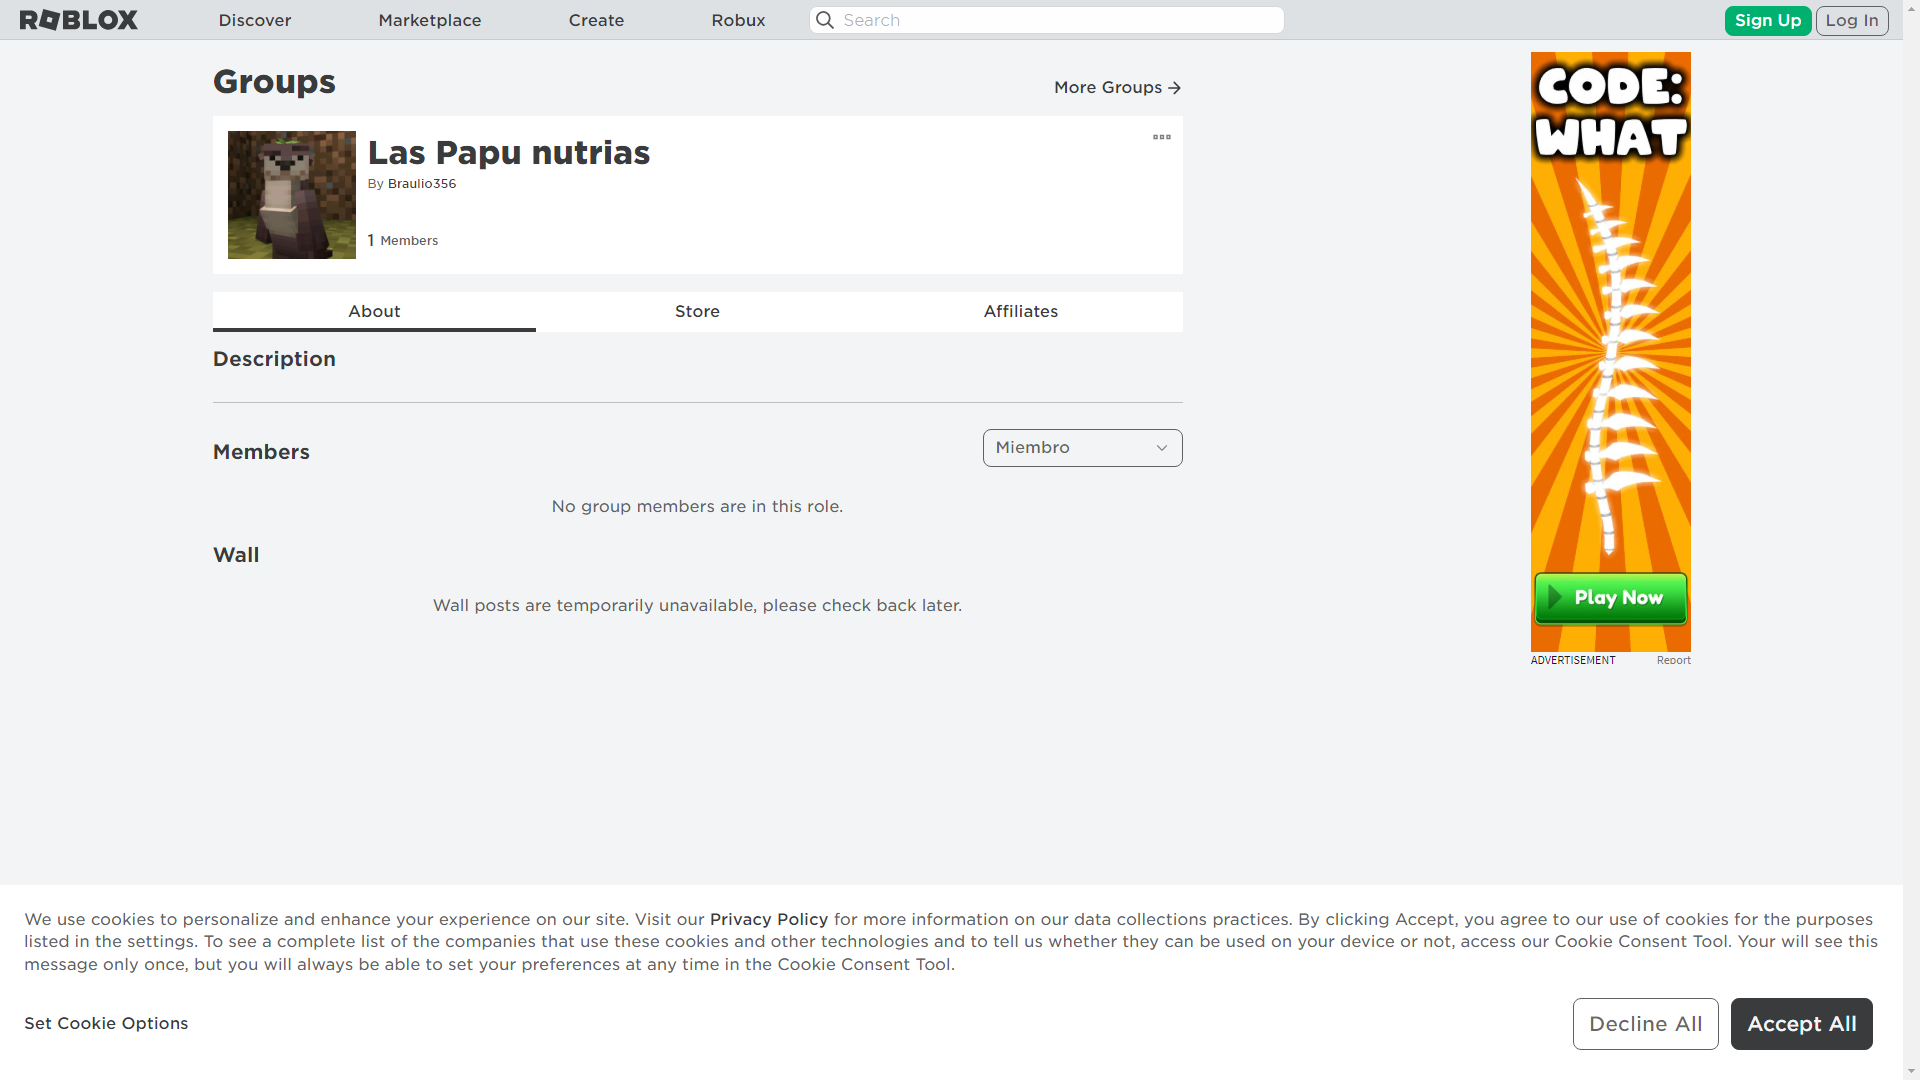 ROBLOX
Discover
Marketplace
Create
Robux
Search
Sign Up
Log In
Groups
More Groups
Las Papu nutrias
By Braulio356
1 Members
About
Store
Affiliates
Description
Members
Miembro
No group members are in this role.
Wall
Wall posts are temporarily unavailable, please check back later.
CODE:
WHAT
Play Now
ADVERTISEMENT
Report
We use cookies to personalize and enhance your experience on our site. Visit our Privacy Policy for more information on our data collections practices. By clicking Accept, you agree to our use of cookies for the purposes
listed in the settings. To see a complete list of the companies that use these cookies and other technologies and to tell us whether they can be used on your device or not, access our Cookie Consent Tool. Your will see this
message only once, but you will always be able to set your preferences at any time in the Cookie Consent Tool.
Set Cookie Options
Decline All
Accept All